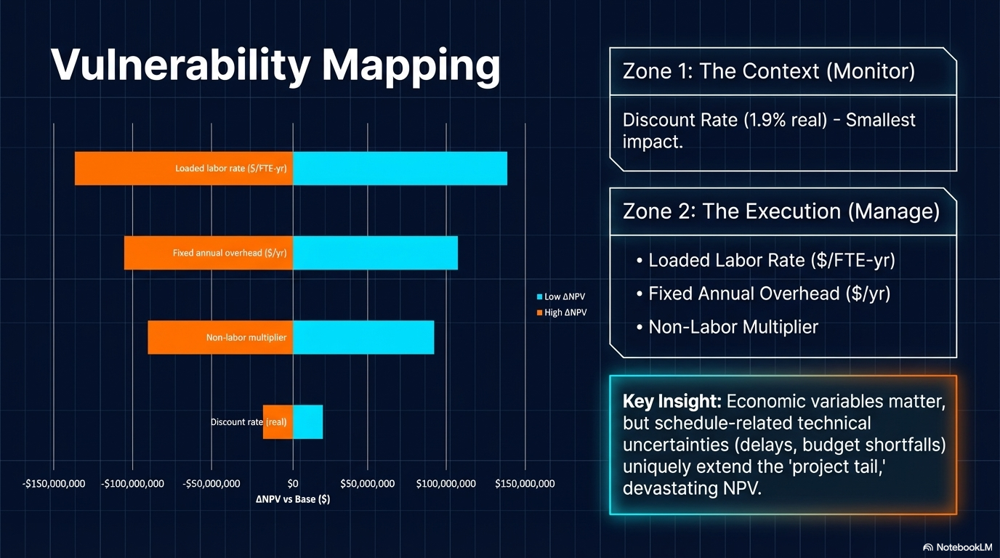 Vulnerability Mapping
Loaded labor rate ($/FTE-yr)
Fixed annual overhead ($/yr)
Non-labor multiplier
Discount rate (real)
Low ΔNPV
High ΔNPV
-$150,000,000 -$100,000,000 -$50,000,000 $0 $50,000,000 $100,000,000 $150,000,000
ΔNPV vs Base ($)
Zone 1: The Context (Monitor)
Discount Rate (1.9% real) - Smallest
impact.
Zone 2: The Execution (Manage)
• Loaded Labor Rate ($/FTE-yr)
• Fixed Annual Overhead ($/yr)
• Non-Labor Multiplier
Key Insight: Economic variables matter,
but schedule-related technical
uncertainties (delays, budget shortfalls)
uniquely extend the 'project tail,'
devastating NPV.
NotebookLM